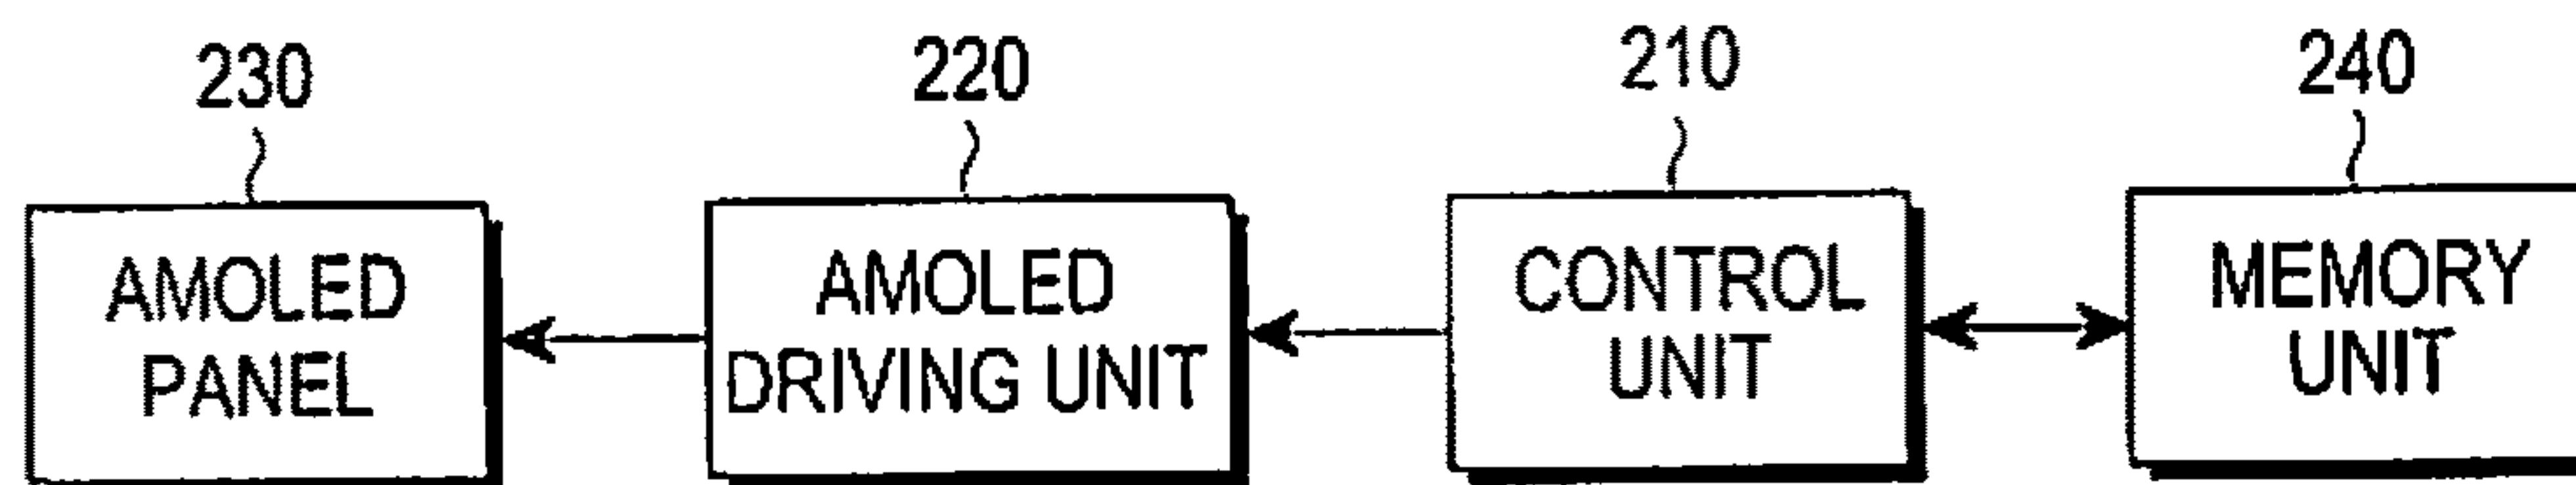 230
220
210
240
AMOLED
PANEL
AMOLED
DRIVING UNIT
CONTROL
UNIT
MEMORY
UNIT